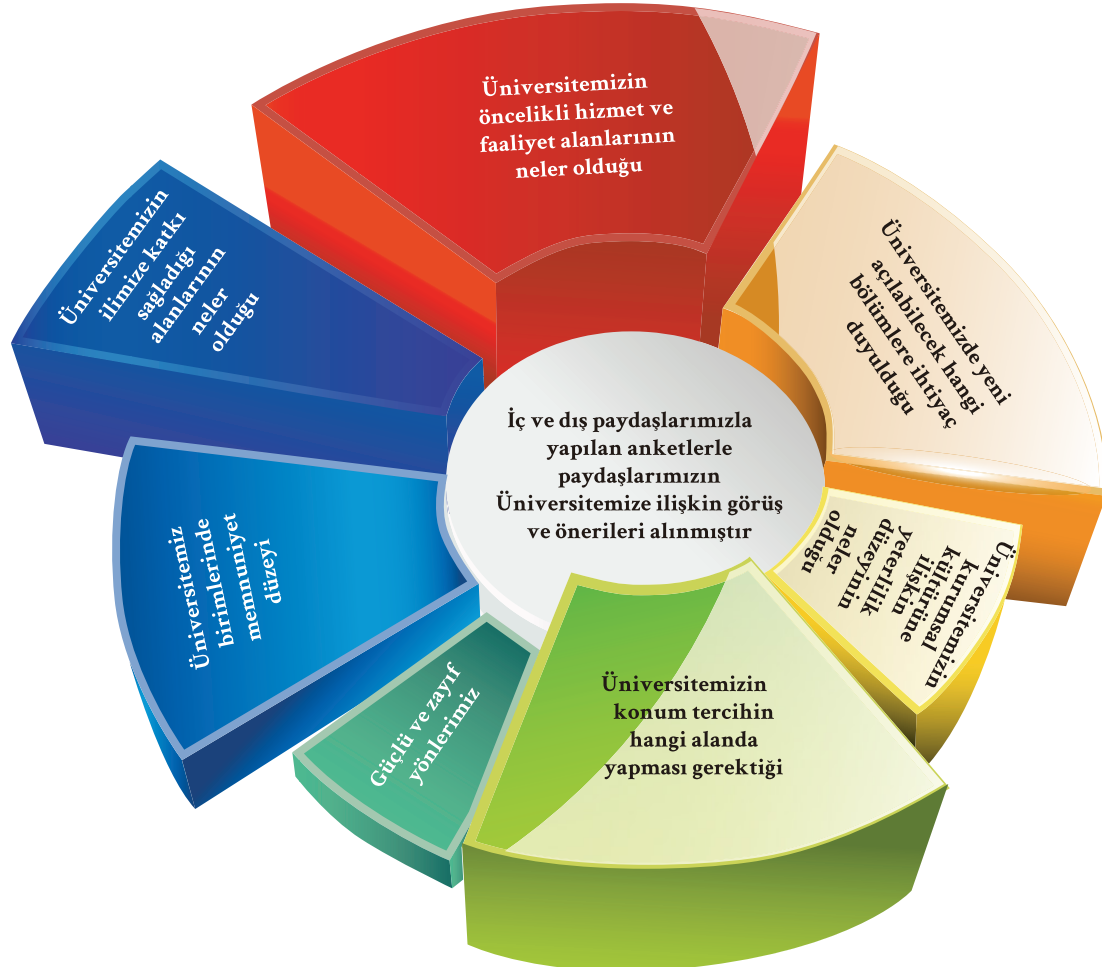 Üniversitemizin
öncelikli hizmet ve
faaliyet alanlarının
neler olduğu
Üniversitemizde yeni
açılabilecek hangi
bölümlere ihtiyaç
duyulduğu
Üniversitemizin
kurumsal
kültürüne
ilişkin
yeterlilik
düzeyinin
neler
olduğu
Üniversitemizin
konum tercihin
hangi alanda
yapması gerektiği
Güçlü ve zayıf
yönlerimiz
Üniversitemiz
birimlerinde
memnuniyet
düzeyi
Üniversitemizin
ilimize katkı
sağladığı
alanlarının
neler
olduğu
İç ve dış paydaşlarımızla
yapılan anketlerle
paydaşlarımızın
Üniversitemize ilişkin görüş
ve önerileri alınmıştır